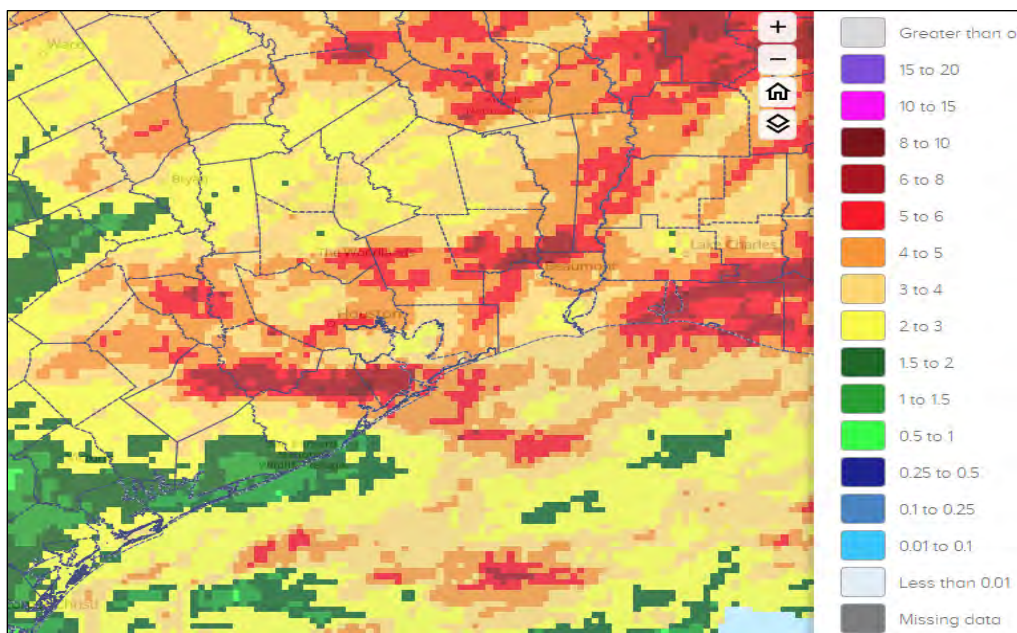 Waco
Bryan
The Woodlands
Houston
Beaumont
Lake Charles
+
−
Greater than o
15 to 20
10 to 15
8 to 10
6 to 8
5 to 6
4 to 5
3 to 4
2 to 3
1.5 to 2
1 to 1.5
0.5 to 1
0.25 to 0.5
0.1 to 0.25
0.01 to 0.1
Less than 0.01
Missing data